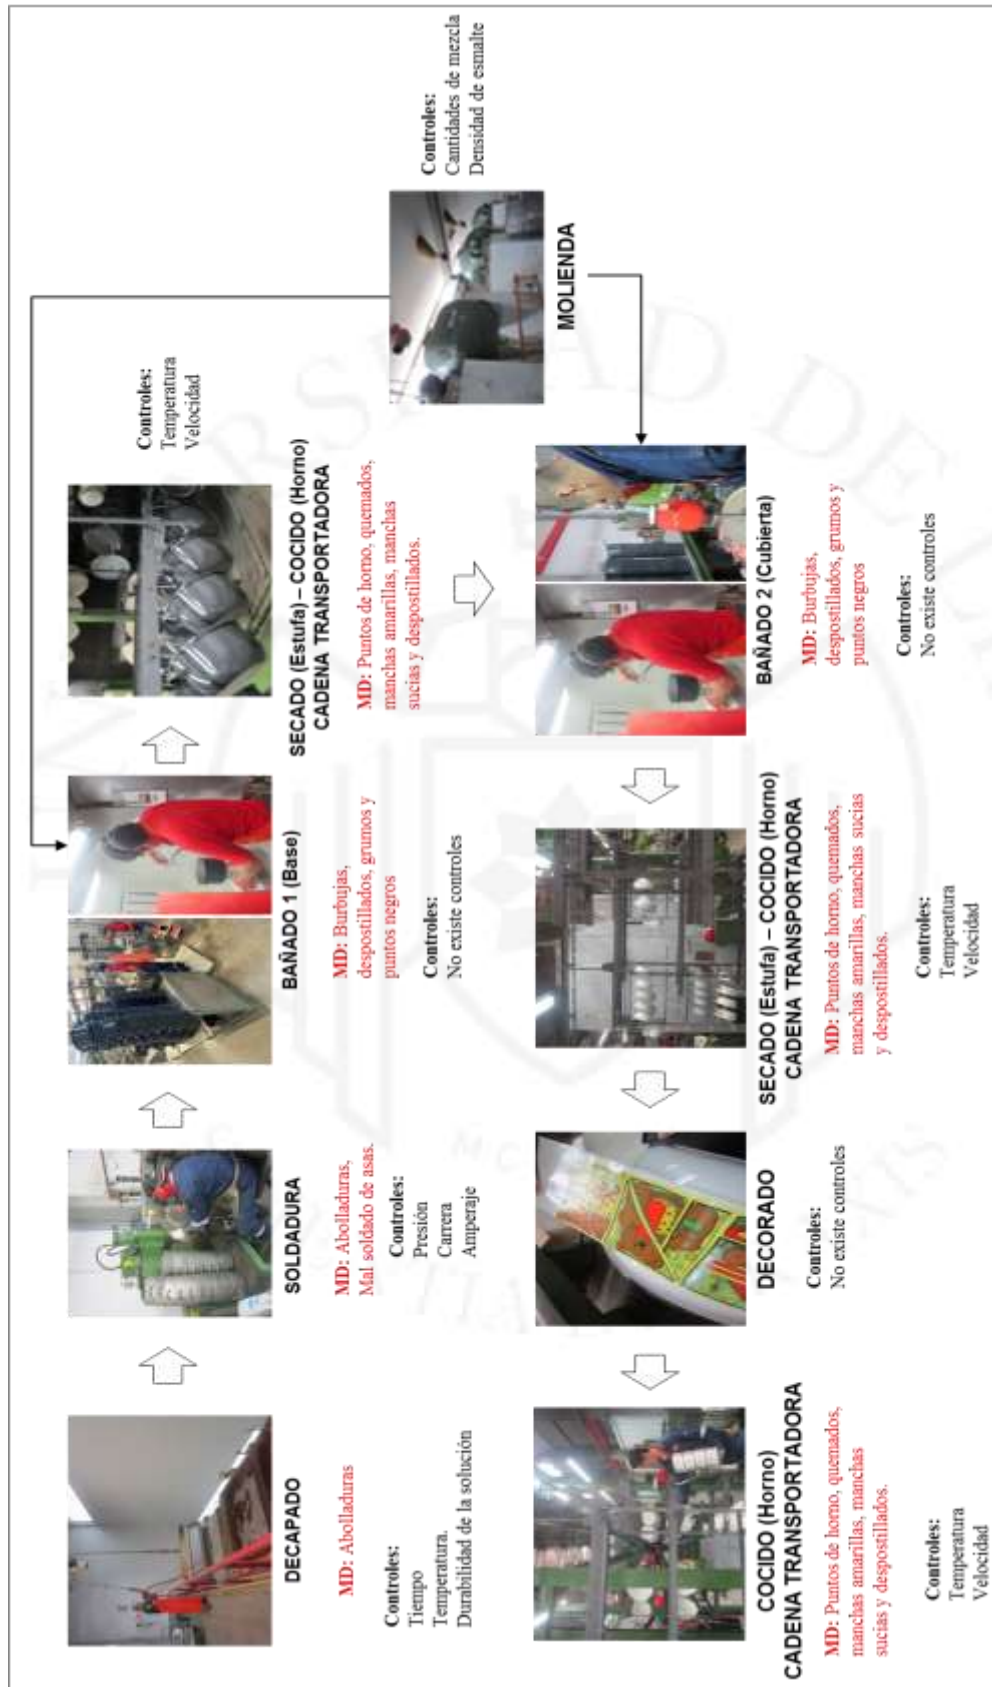 DECAPADO
MD: Abolladuras
Controles:
Tiempo
Temperatura.
Durabilidad de la solución
SOLDADURA
MD: Abolladuras,
Mal soldado de asas.
Controles:
Presión
Carrera
Amperaje
BAÑADO 1 (Base)
MD: Burbujas,
despostillados, grumos y
puntos negros
Controles:
No existe controles
SECADO (Estufa) – COCIDO (Horno)
CADENA TRANSPORTADORA
MD: Puntos de horno, quemados,
manchas amarillas, manchas
sucias y despostillados.
Controles:
Temperatura
Velocidad
MOLIENDA
Controles:
Cantidades de mezcla
Densidad de esmalte
COCIDO (Horno)
CADENA TRANSPORTADORA
MD: Puntos de horno, quemados,
manchas amarillas, manchas
sucias y despostillados.
Controles:
Temperatura
Velocidad
DECORADO
Controles:
No existe controles
SECADO (Estufa) – COCIDO (Horno)
CADENA TRANSPORTADORA
MD: Puntos de horno, quemados,
manchas amarillas, manchas sucias
y despostillados.
Controles:
Temperatura
Velocidad
BAÑADO 2 (Cubierta)
MD: Burbujas,
despostillados, grumos y
puntos negros
Controles:
No existe controles